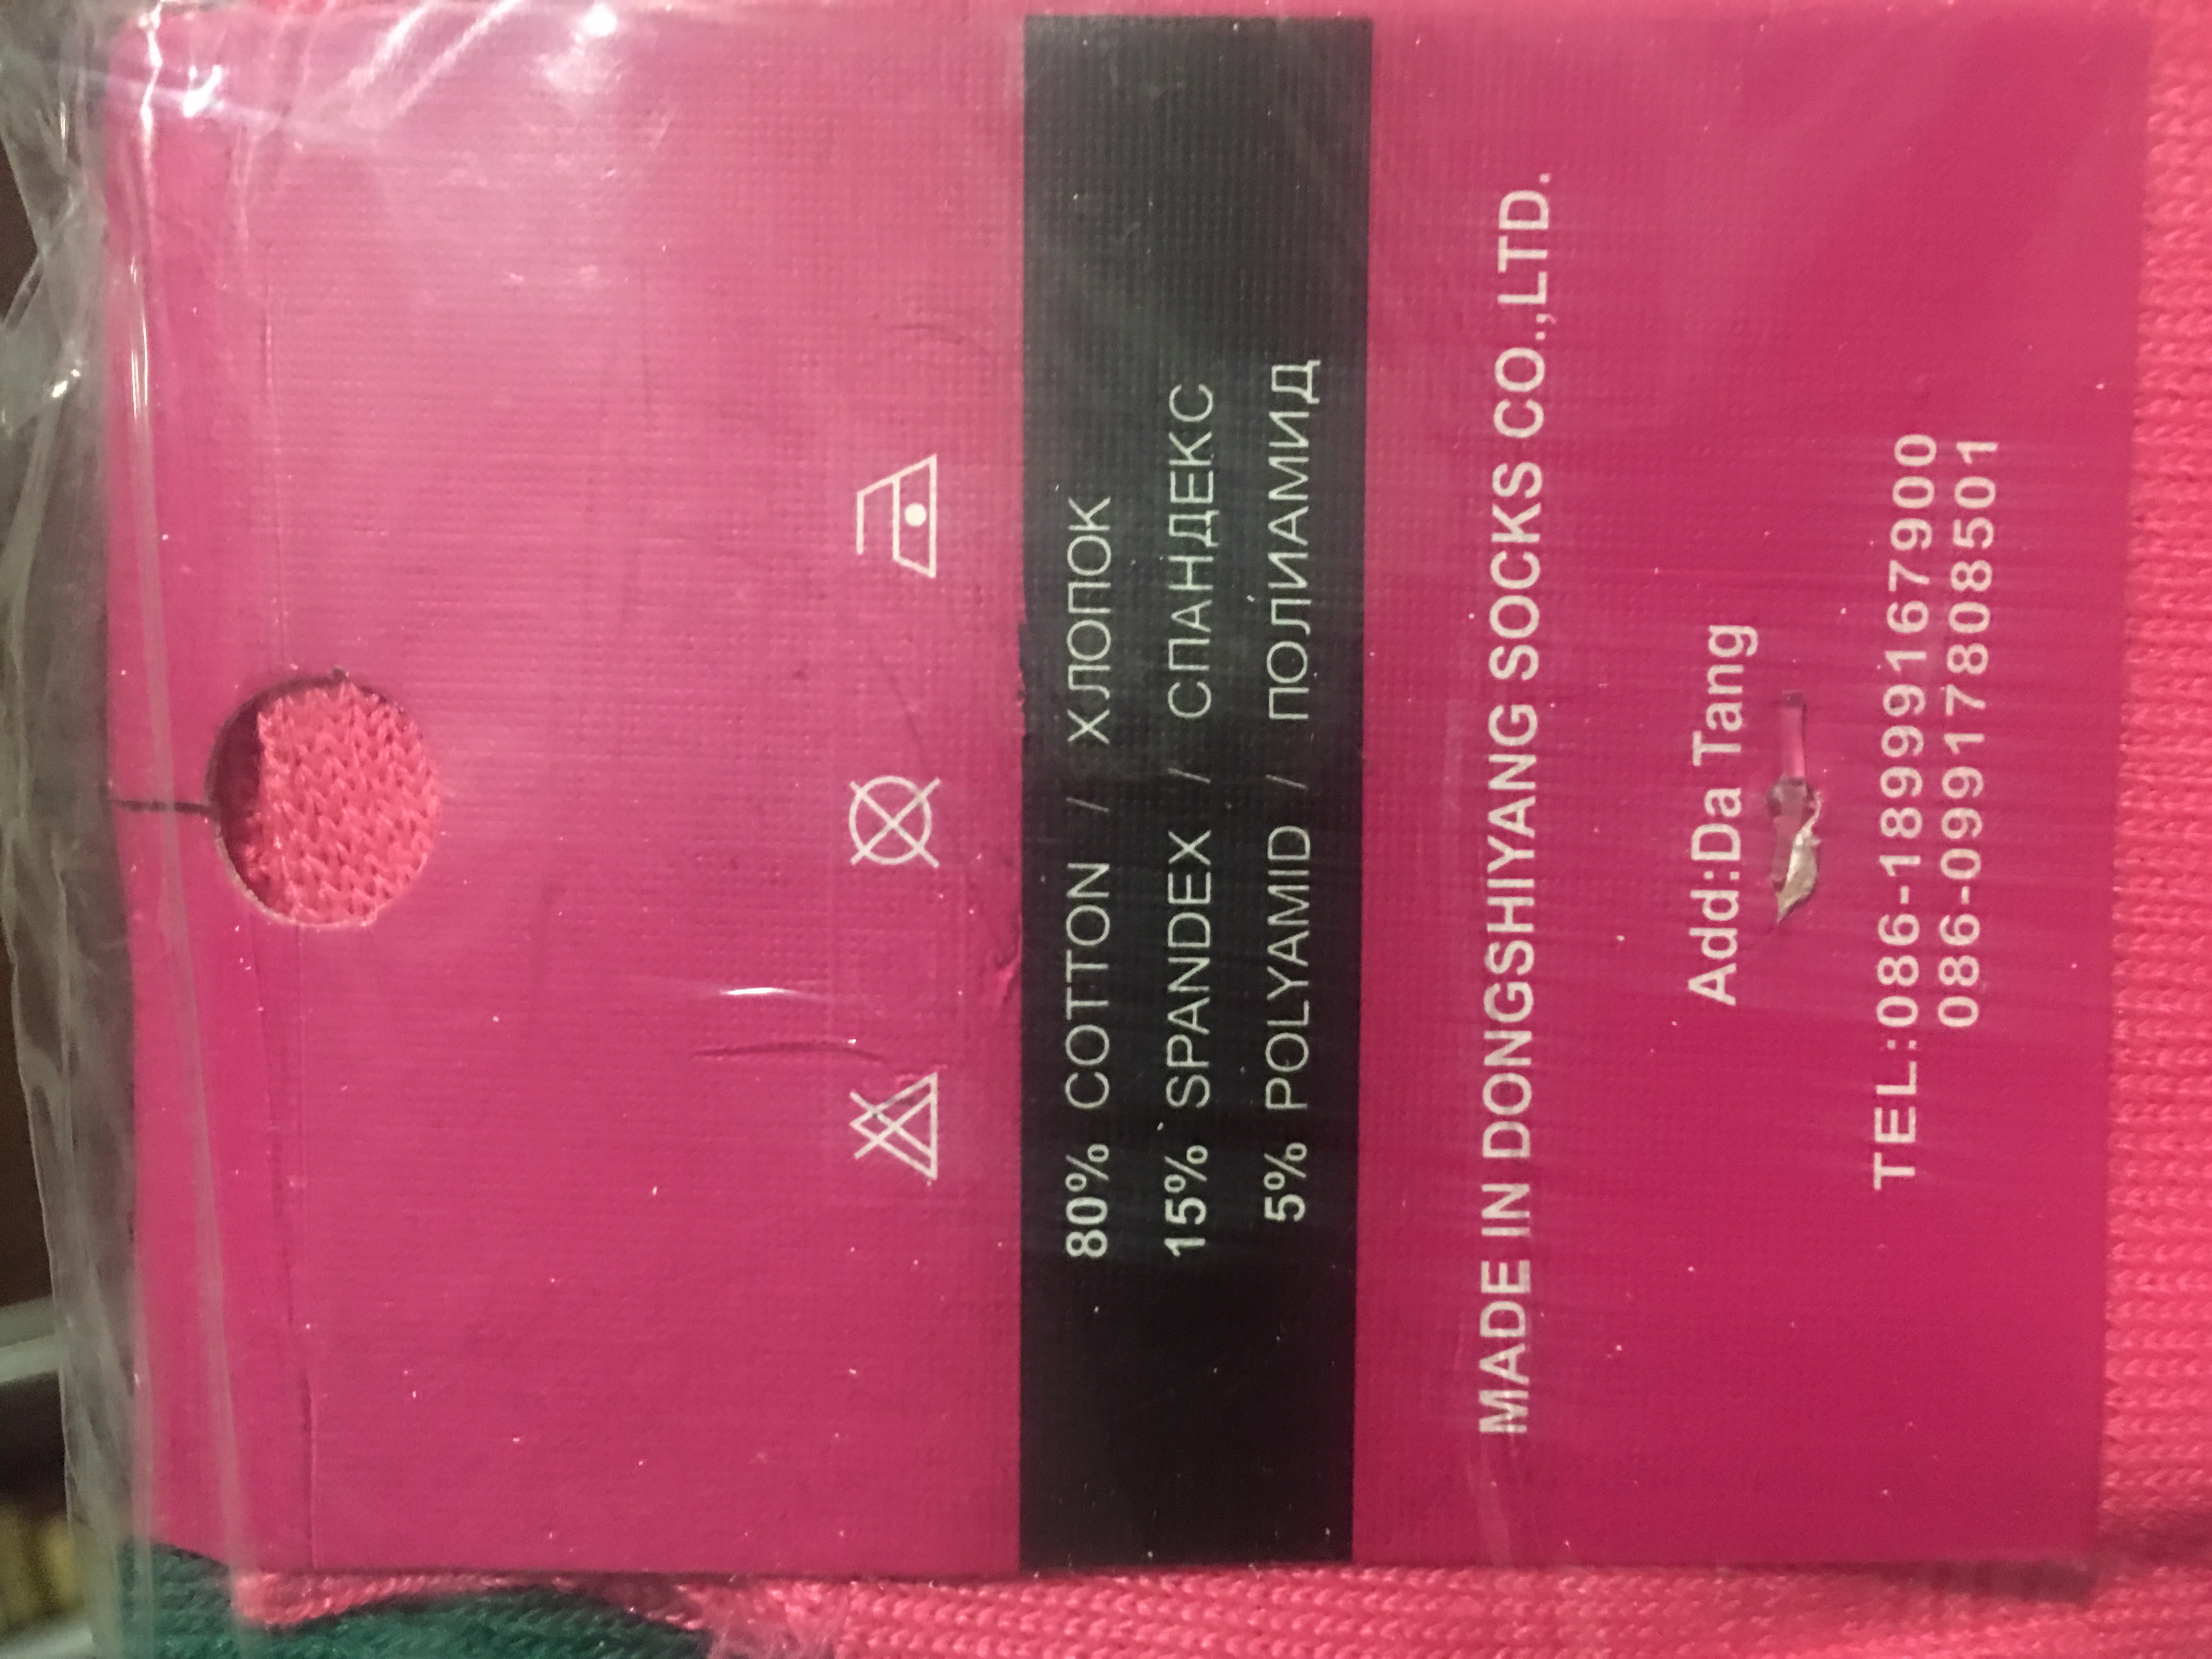 80% COTTON / ХЛОПОК
15% SPANDEX / СПАНДЕКС
5% POLYAMID / ПОЛИАМИД
MADE IN DONGSHIYANG SOCKS CO.,LTD.
Add:Da Tang
TEL:086-18999167900
086-09917808501